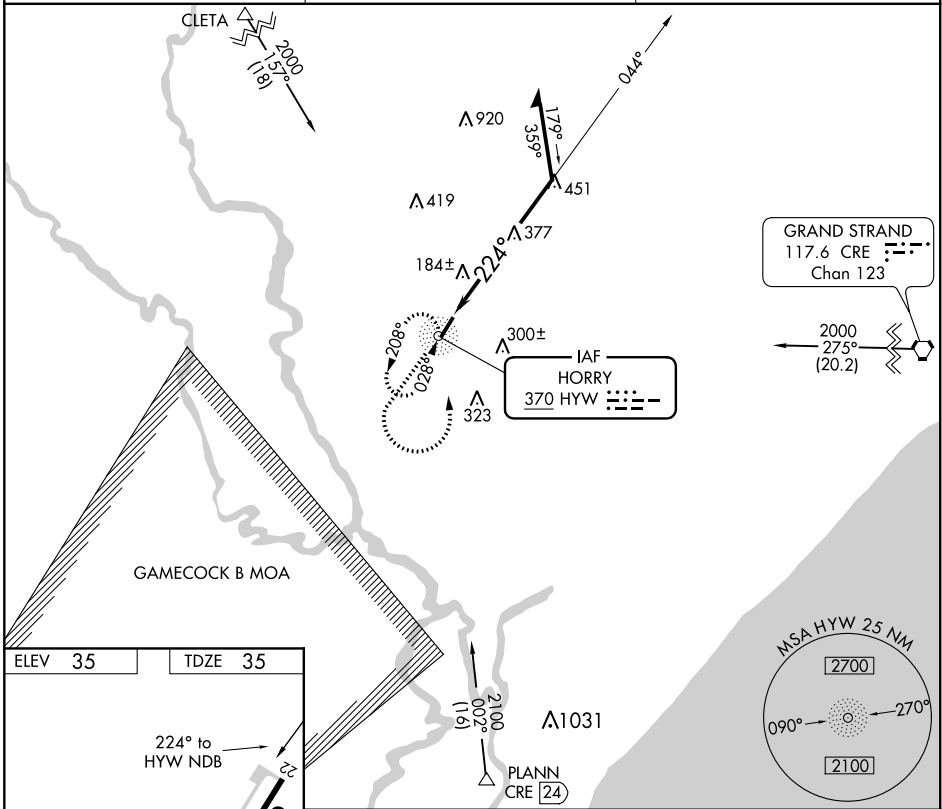 CLETA
2000
157°
(18)
044°
920
179°
359°
451
419
377
224°
184±
GRAND STRAND
117.6 CRE
Chan 123
2000
275°
(20.2)
208°
028°
300±
IAF
HORRY
370 HYW
323
GAMECOCK B MOA
MSA HYW 25 NM
2700
090°
270°
2100
ELEV 35
TDZE 35
2100
002°
(16)
1031
224° to
HYW NDB
22
PLANN
CRE 24